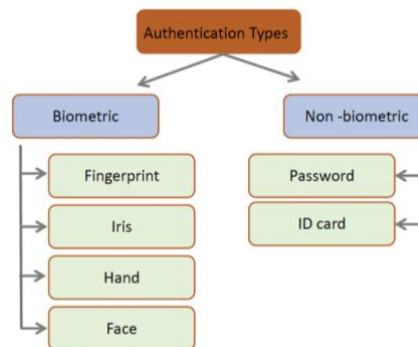 Authentication Types
Biometric
Non -biometric
Fingerprint
Password
Iris
ID card
Hand
Face